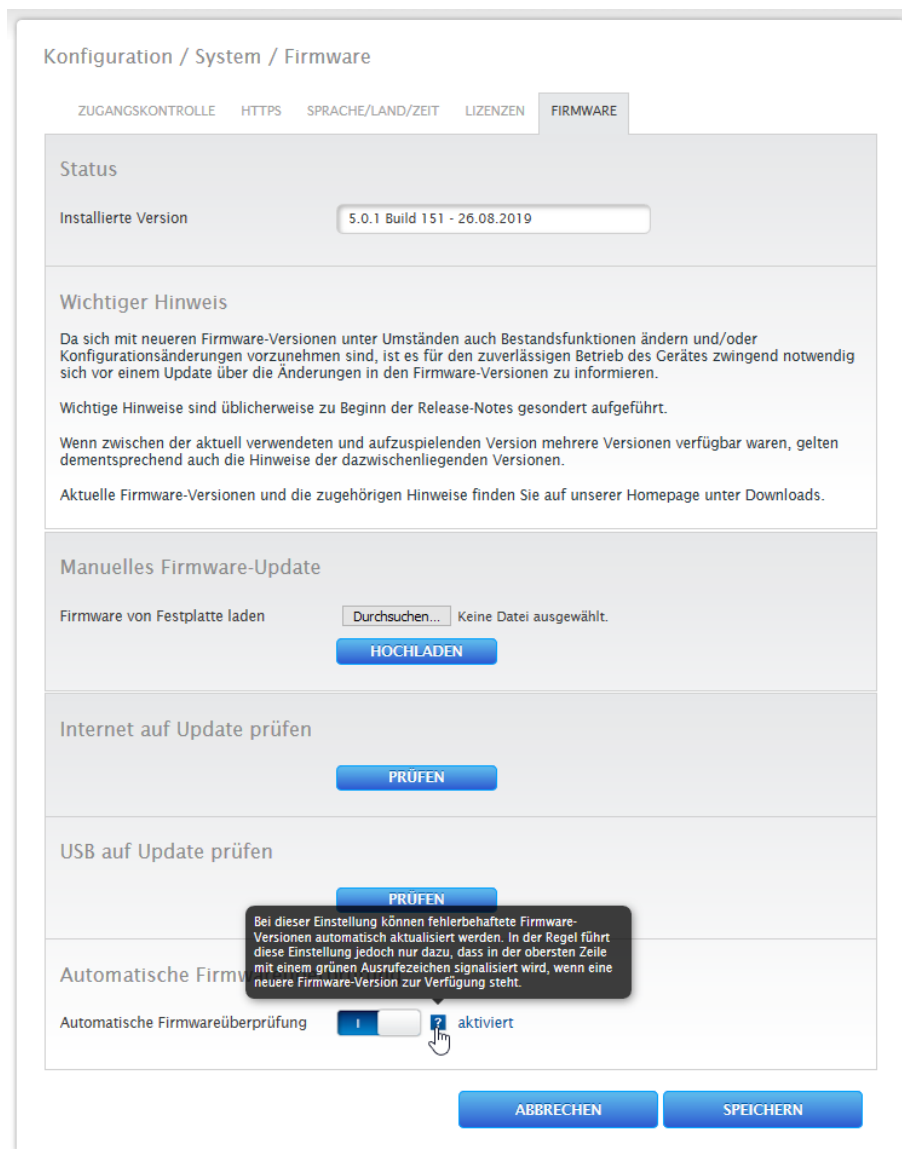 Konfiguration / System / Firmware
ZUGANGSKONTROLLE HTTPS SPRACHE/LAND/ZEIT LIZENZEN FIRMWARE
Status
Installierte Version 5.0.1 Build 151 - 26.08.2019
Wichtiger Hinweis
Da sich mit neueren Firmware-Versionen unter Umständen auch Bestandsfunktionen ändern und/oder
Konfigurationsänderungen vorzunehmen sind, ist es für den zuverlässigen Betrieb des Gerätes zwingend notwendig
sich vor einem Update über die Änderungen in den Firmware-Versionen zu informieren.
Wichtige Hinweise sind üblicherweise zu Beginn der Release-Notes gesondert aufgeführt.
Wenn zwischen der aktuell verwendeten und aufzuspielenden Version mehrere Versionen verfügbar waren, gelten
dementsprechend auch die Hinweise der dazwischenliegenden Versionen.
Aktuelle Firmware-Versionen und die zugehörigen Hinweise finden Sie auf unserer Homepage unter Downloads.
Manuelles Firmware-Update
Firmware von Festplatte laden Durchsuchen... Keine Datei ausgewählt.
HOCHLADEN
Internet auf Update prüfen
PRÜFEN
USB auf Update prüfen
PRÜFEN
Bei dieser Einstellung können fehlerbehaftete Firmware-
Versionen automatisch aktualisiert werden. In der Regel führt
diese Einstellung jedoch nur dazu, dass in der obersten Zeile
mit einem grünen Ausrufezeichen signalisiert wird, wenn eine
neuere Firmware-Version zur Verfügung steht.
Automatische
Automatische Firmwareüberprüfung I ? aktiviert
ABBRECHEN SPEICHERN